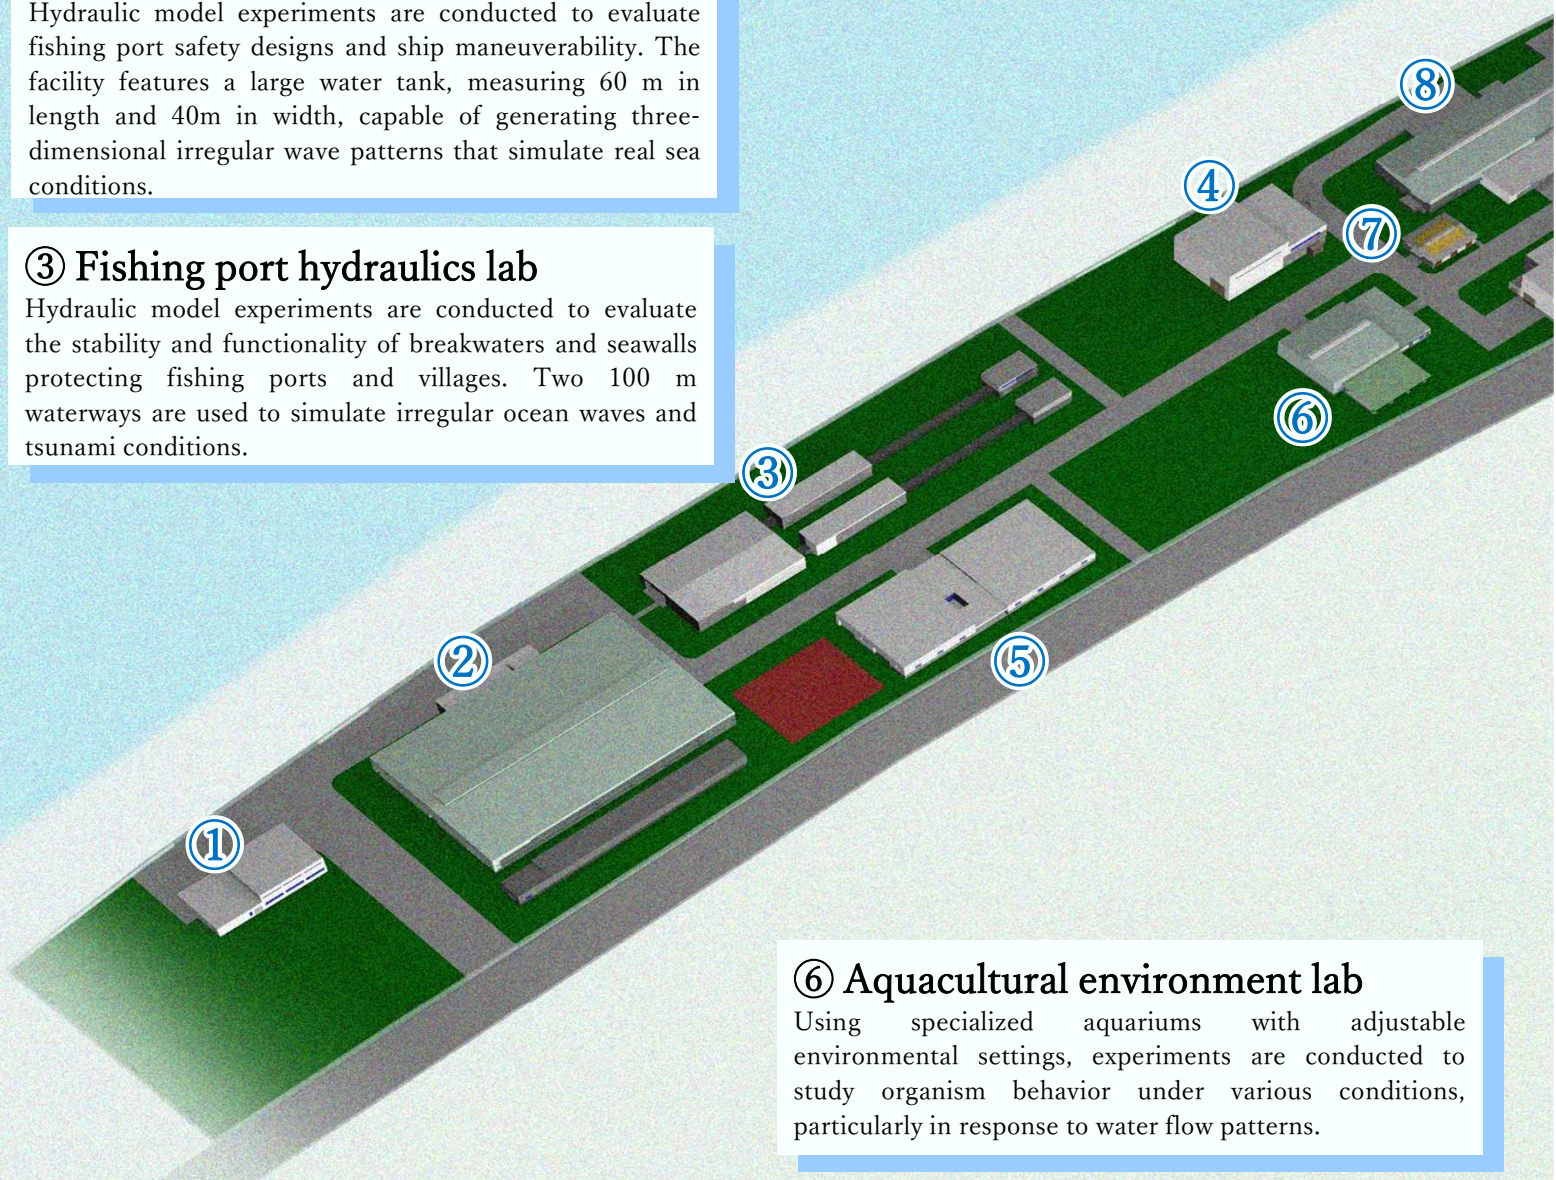 Hydraulic model experiments are conducted to evaluate
fishing port safety designs and ship maneuverability. The
facility features a large water tank, measuring 60 m in
length and 40m in width, capable of generating three-
dimensional irregular wave patterns that simulate real sea
conditions.
③ Fishing port hydraulics lab
Hydraulic model experiments are conducted to evaluate
the stability and functionality of breakwaters and seawalls
protecting fishing ports and villages. Two 100 m
waterways are used to simulate irregular ocean waves and
tsunami conditions.
⑧
④
⑦
⑥
③
②
⑤
①
⑥ Aquacultural environment lab
Using specialized aquariums with adjustable
environmental settings, experiments are conducted to
study organism behavior under various conditions,
particularly in response to water flow patterns.